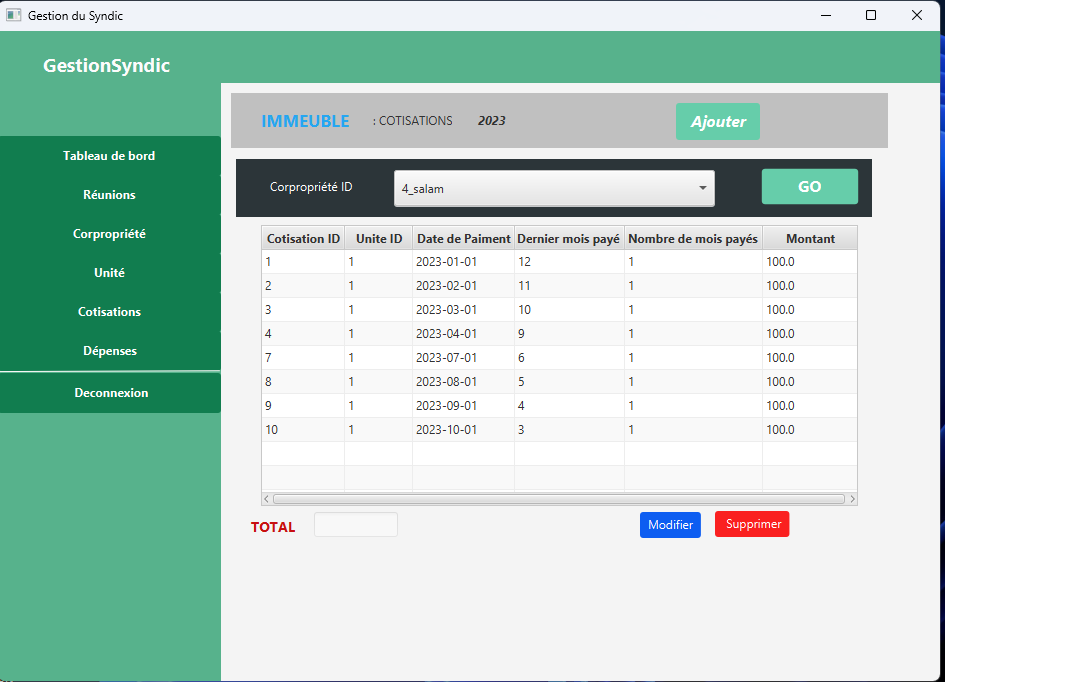 Gestion du Syndic
GestionSyndic
Tableau de bord
Réunions
Corpropriété
Unité
Cotisations
Dépenses
Deconnexion
IMMEUBLE : COTISATIONS 2023 Ajouter
Corpropriété ID 4_salam GO
Cotisation ID Unite ID Date de Paiment Dernier mois payé Nombre de mois payés Montant
1 1 2023-01-01 12 1 100.0
2 1 2023-02-01 11 1 100.0
3 1 2023-03-01 10 1 100.0
4 1 2023-04-01 9 1 100.0
7 1 2023-07-01 6 1 100.0
8 1 2023-08-01 5 1 100.0
9 1 2023-09-01 4 1 100.0
10 1 2023-10-01 3 1 100.0
TOTAL Modifier Supprimer